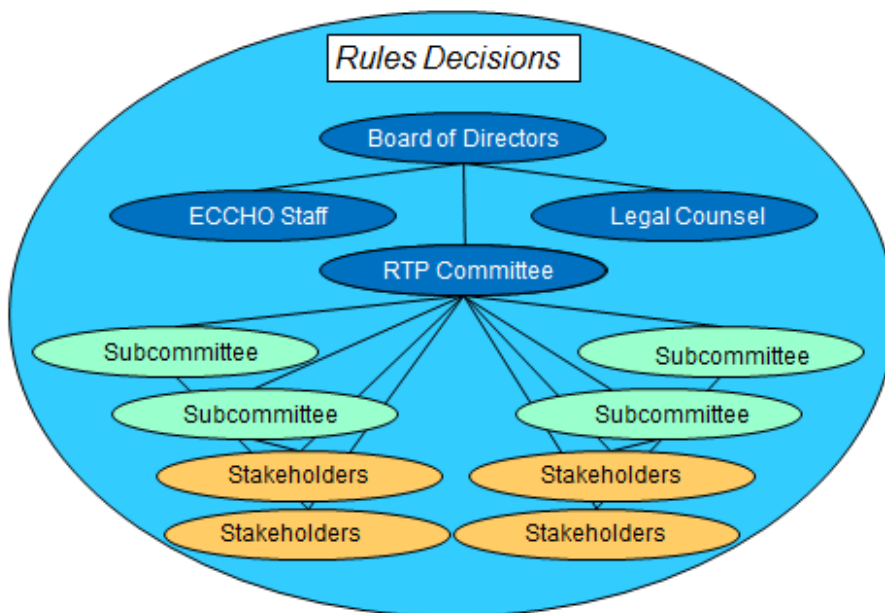 Rules Decisions
Board of Directors
ECCHO Staff
Legal Counsel
RTP Committee
Subcommittee
Subcommittee
Subcommittee
Subcommittee
Stakeholders
Stakeholders
Stakeholders
Stakeholders